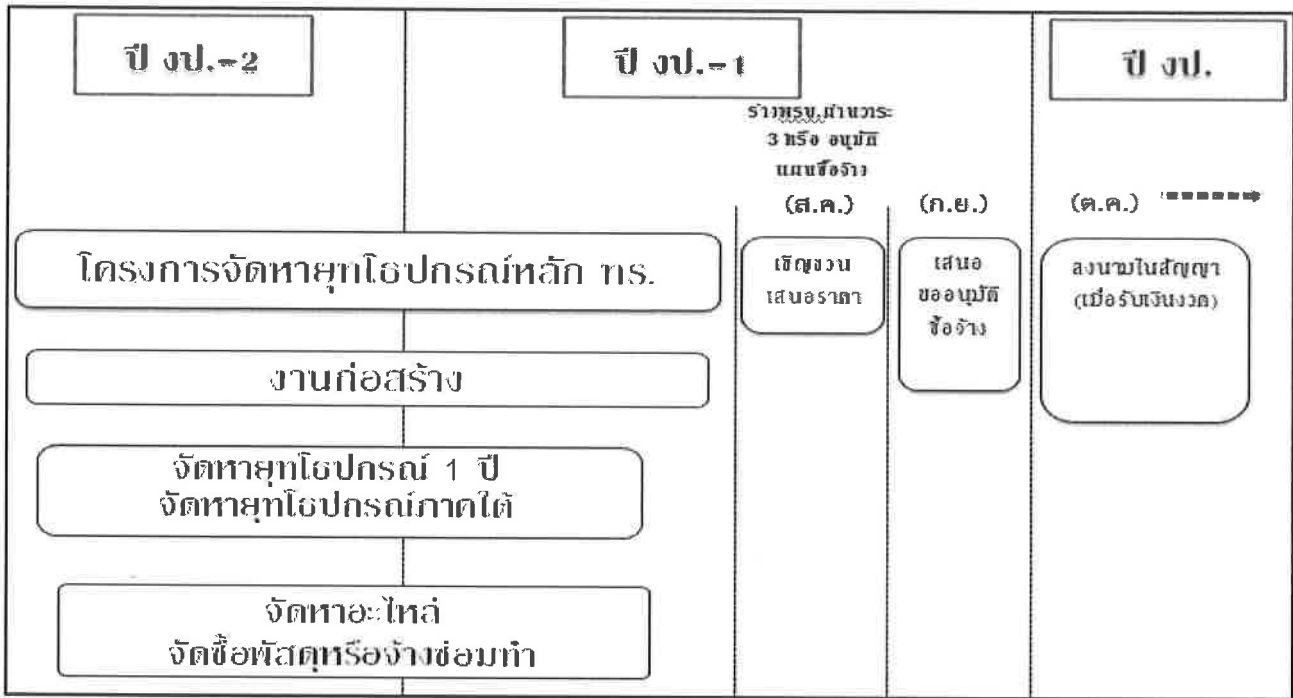 ปี งป.-2
ปี งป.-1
ปี งป.
ร่างพรบ.ผ่านวาระ
3 หรือ อนุมัติ
แผนซื้อจ้าง
(ส.ค.)
(ก.ย.)
(ต.ค.)
โครงการจัดหายุทโธปกรณ์หลัก ทร.
เชิญชวน
เสนอราคา
เสนอ
ขออนุมัติ
ซื้อจ้าง
ลงนามในสัญญา
(เมื่อรับเงินงวด)
งานก่อสร้าง
จัดหายุทโธปกรณ์ 1 ปี
จัดหายุทโธปกรณ์ภาคใต้
จัดหาอะไหล่
จัดซื้อพัสดุหรือจ้างซ่อมทำ